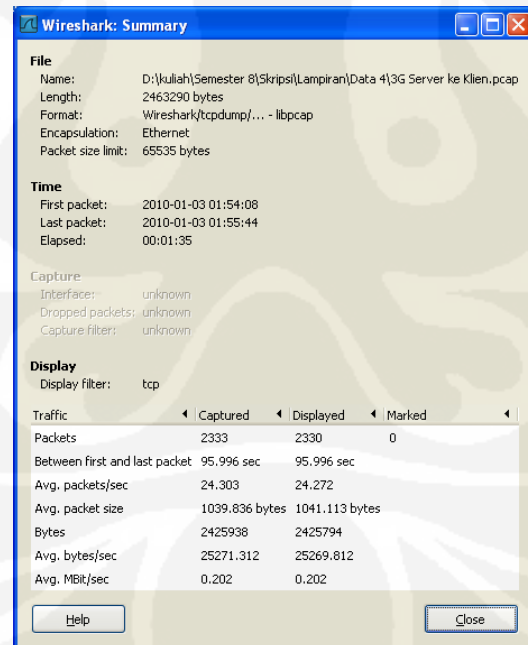 Wireshark: Summary
File
Name: D:\kuliah\Semester 8\Skripsi\Lampiran\Data 4\3G Server ke Klien.pcap
Length: 2463290 bytes
Format: Wireshark/tcpdump/... - libpcap
Encapsulation: Ethernet
Packet size limit: 65535 bytes
Time
First packet: 2010-01-03 01:54:08
Last packet: 2010-01-03 01:55:44
Elapsed: 00:01:35
Capture
Interface: unknown
Dropped packets: unknown
Capture filter: unknown
Display
Display filter: tcp
Traffic Captured Displayed Marked
Packets 2333 2330 0
Between first and last packet 95.996 sec 95.996 sec
Avg. packets/sec 24.303 24.272
Avg. packet size 1039.836 bytes 1041.113 bytes
Bytes 2425938 2425794
Avg. bytes/sec 25271.312 25269.812
Avg. MBit/sec 0.202 0.202
Help Close